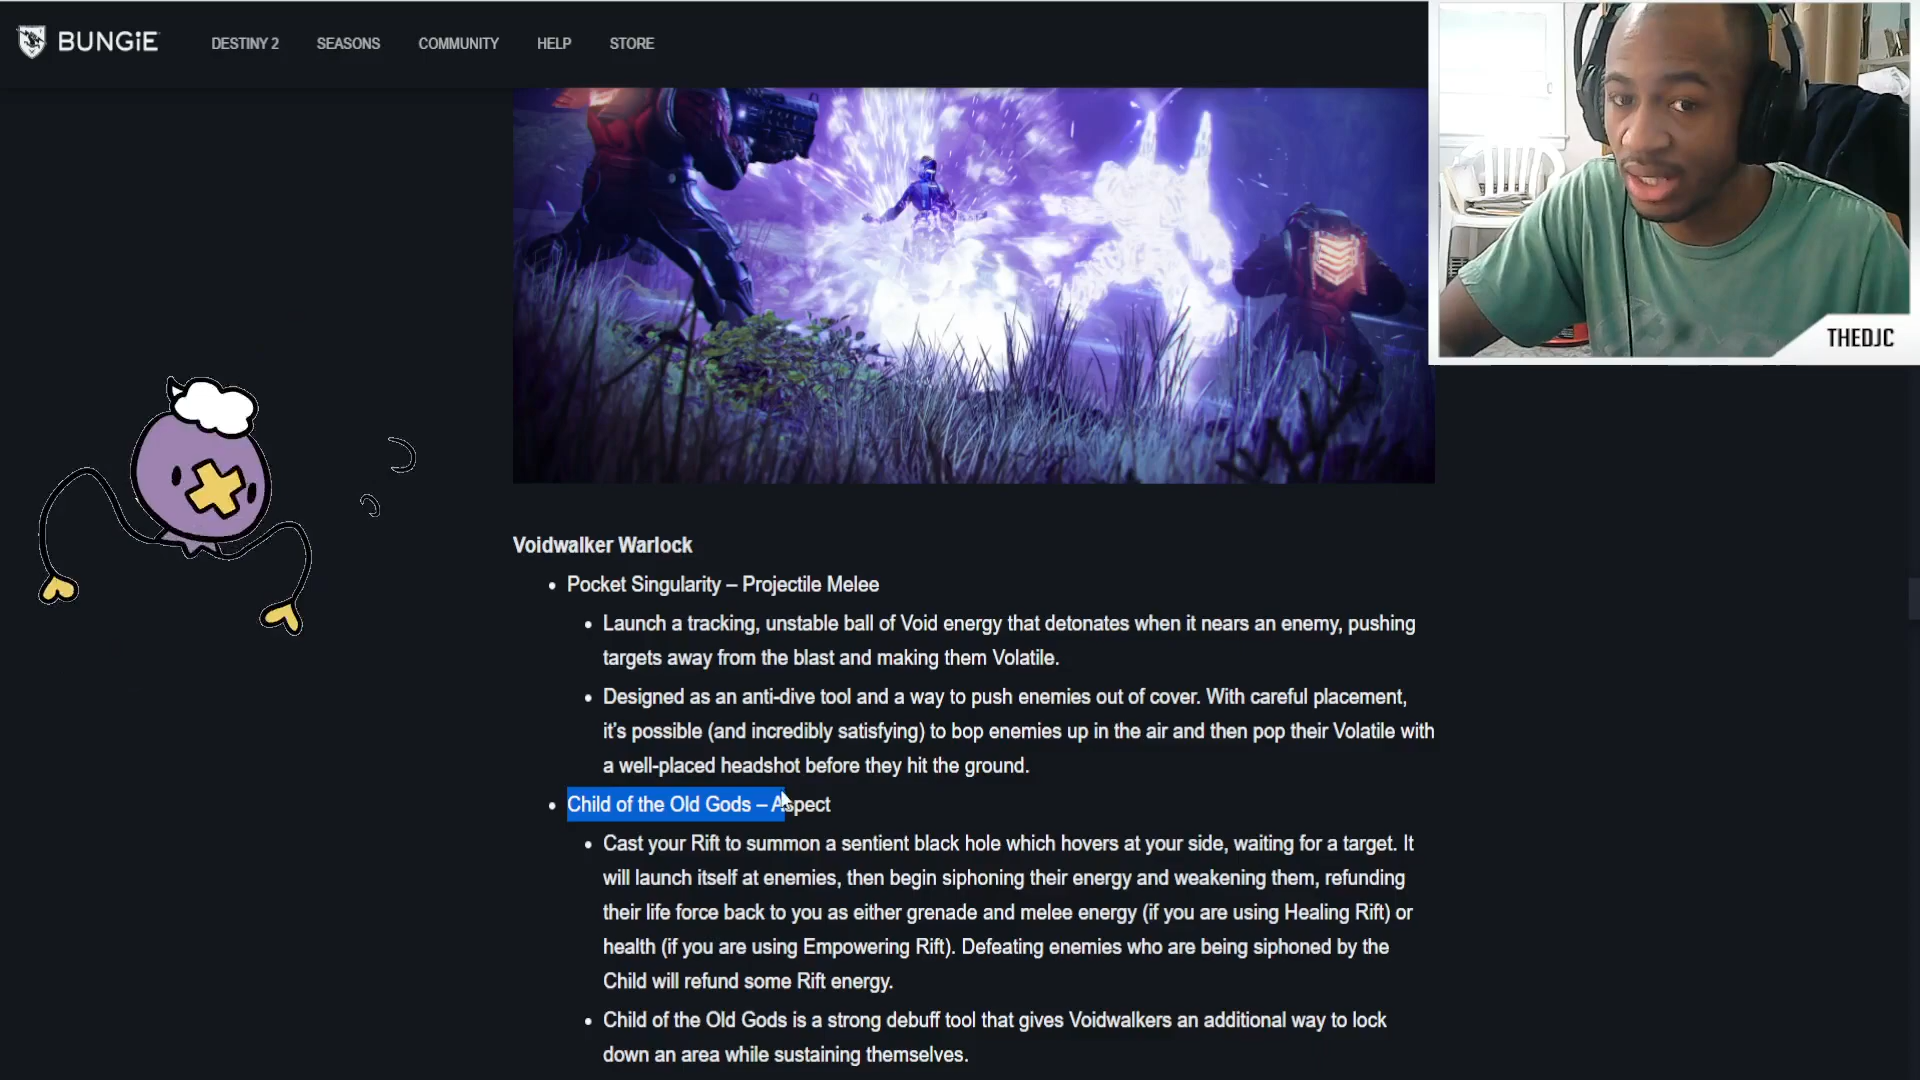 BUNGiE
DESTINY 2
SEASONS
COMMUNITY
HELP
STORE
THEDJC
Voidwalker Warlock
Pocket Singularity – Projectile Melee
Launch a tracking, unstable ball of Void energy that detonates when it nears an enemy, pushing
targets away from the blast and making them Volatile.
Designed as an anti-dive tool and a way to push enemies out of cover. With careful placement,
it's possible (and incredibly satisfying) to bop enemies up in the air and then pop their Volatile with
a well-placed headshot before they hit the ground.
Child of the Old Gods – Aspect
Cast your Rift to summon a sentient black hole which hovers at your side, waiting for a target. It
will launch itself at enemies, then begin siphoning their energy and weakening them, refunding
their life force back to you as either grenade and melee energy (if you are using Healing Rift) or
health (if you are using Empowering Rift). Defeating enemies who are being siphoned by the
Child will refund some Rift energy.
Child of the Old Gods is a strong debuff tool that gives Voidwalkers an additional way to lock
down an area while sustaining themselves.